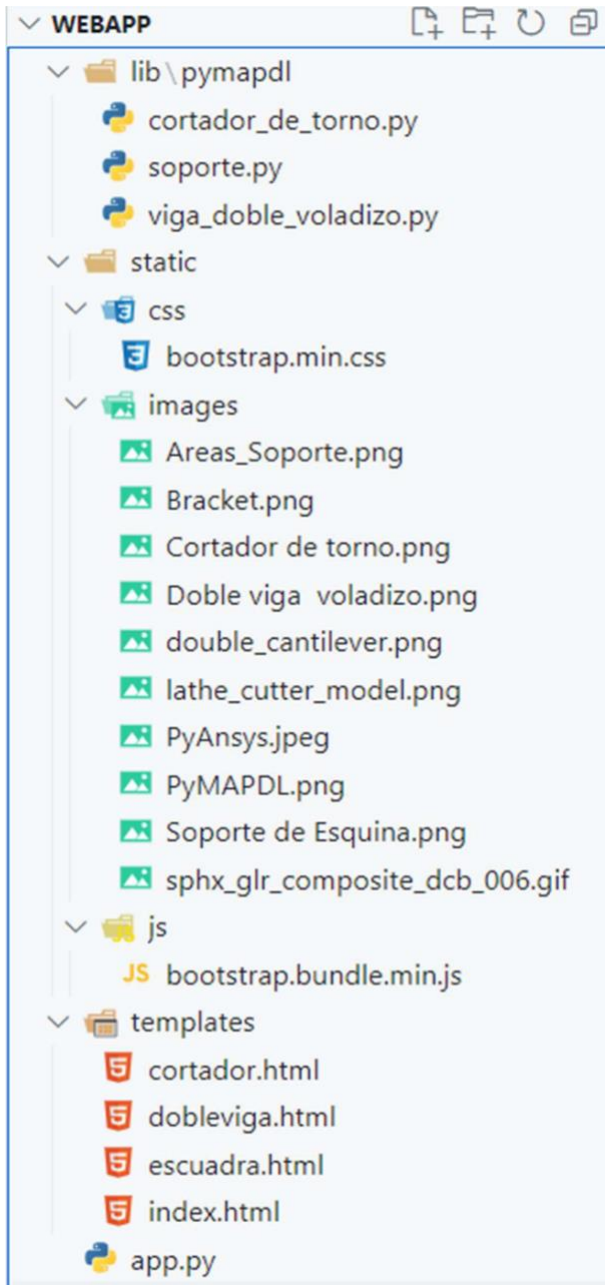 WEBAPP
lib\pymapdl
cortador_de_torno.py
soporte.py
viga_doble_voladizo.py
static
css
bootstrap.min.css
images
Areas_Soporte.png
Bracket.png
Cortador de torno.png
Doble viga  voladizo.png
double_cantilever.png
lathe_cutter_model.png
PyAnsys.jpeg
PyMAPDL.png
Soporte de Esquina.png
sphx_glr_composite_dcb_006.gif
js
JS bootstrap.bundle.min.js
templates
cortador.html
dobleviga.html
escuadra.html
index.html
app.py